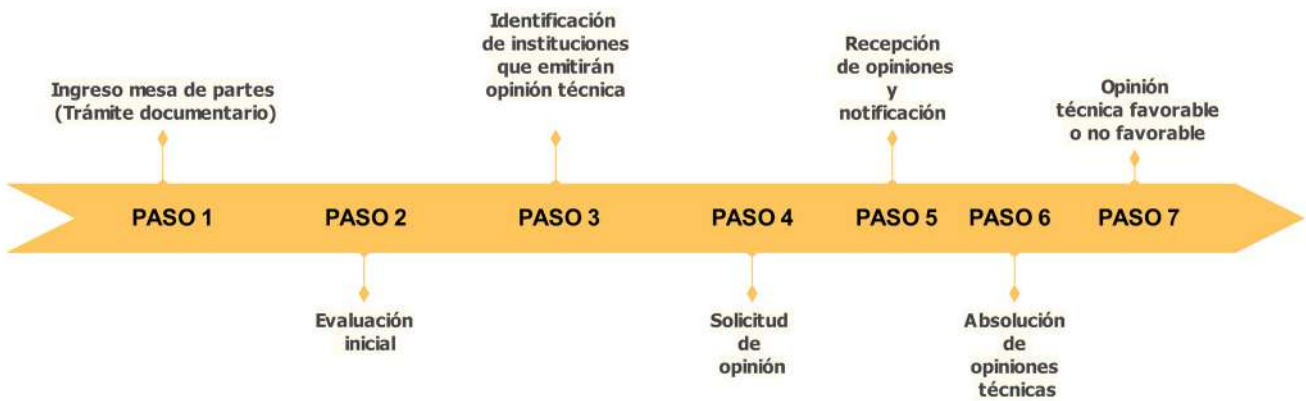 Identificación
de instituciones
que emitirán
opinión técnica
Recepción
de opiniones
y
notificación
Ingreso mesa de partes
(Trámite documentario)
Opinión
técnica favorable
o no favorable
PASO 1
PASO 2
PASO 3
PASO 4
PASO 5
PASO 6
PASO 7
Evaluación
inicial
Solicitud
de
opinión
Absolución
de
opiniones
técnicas